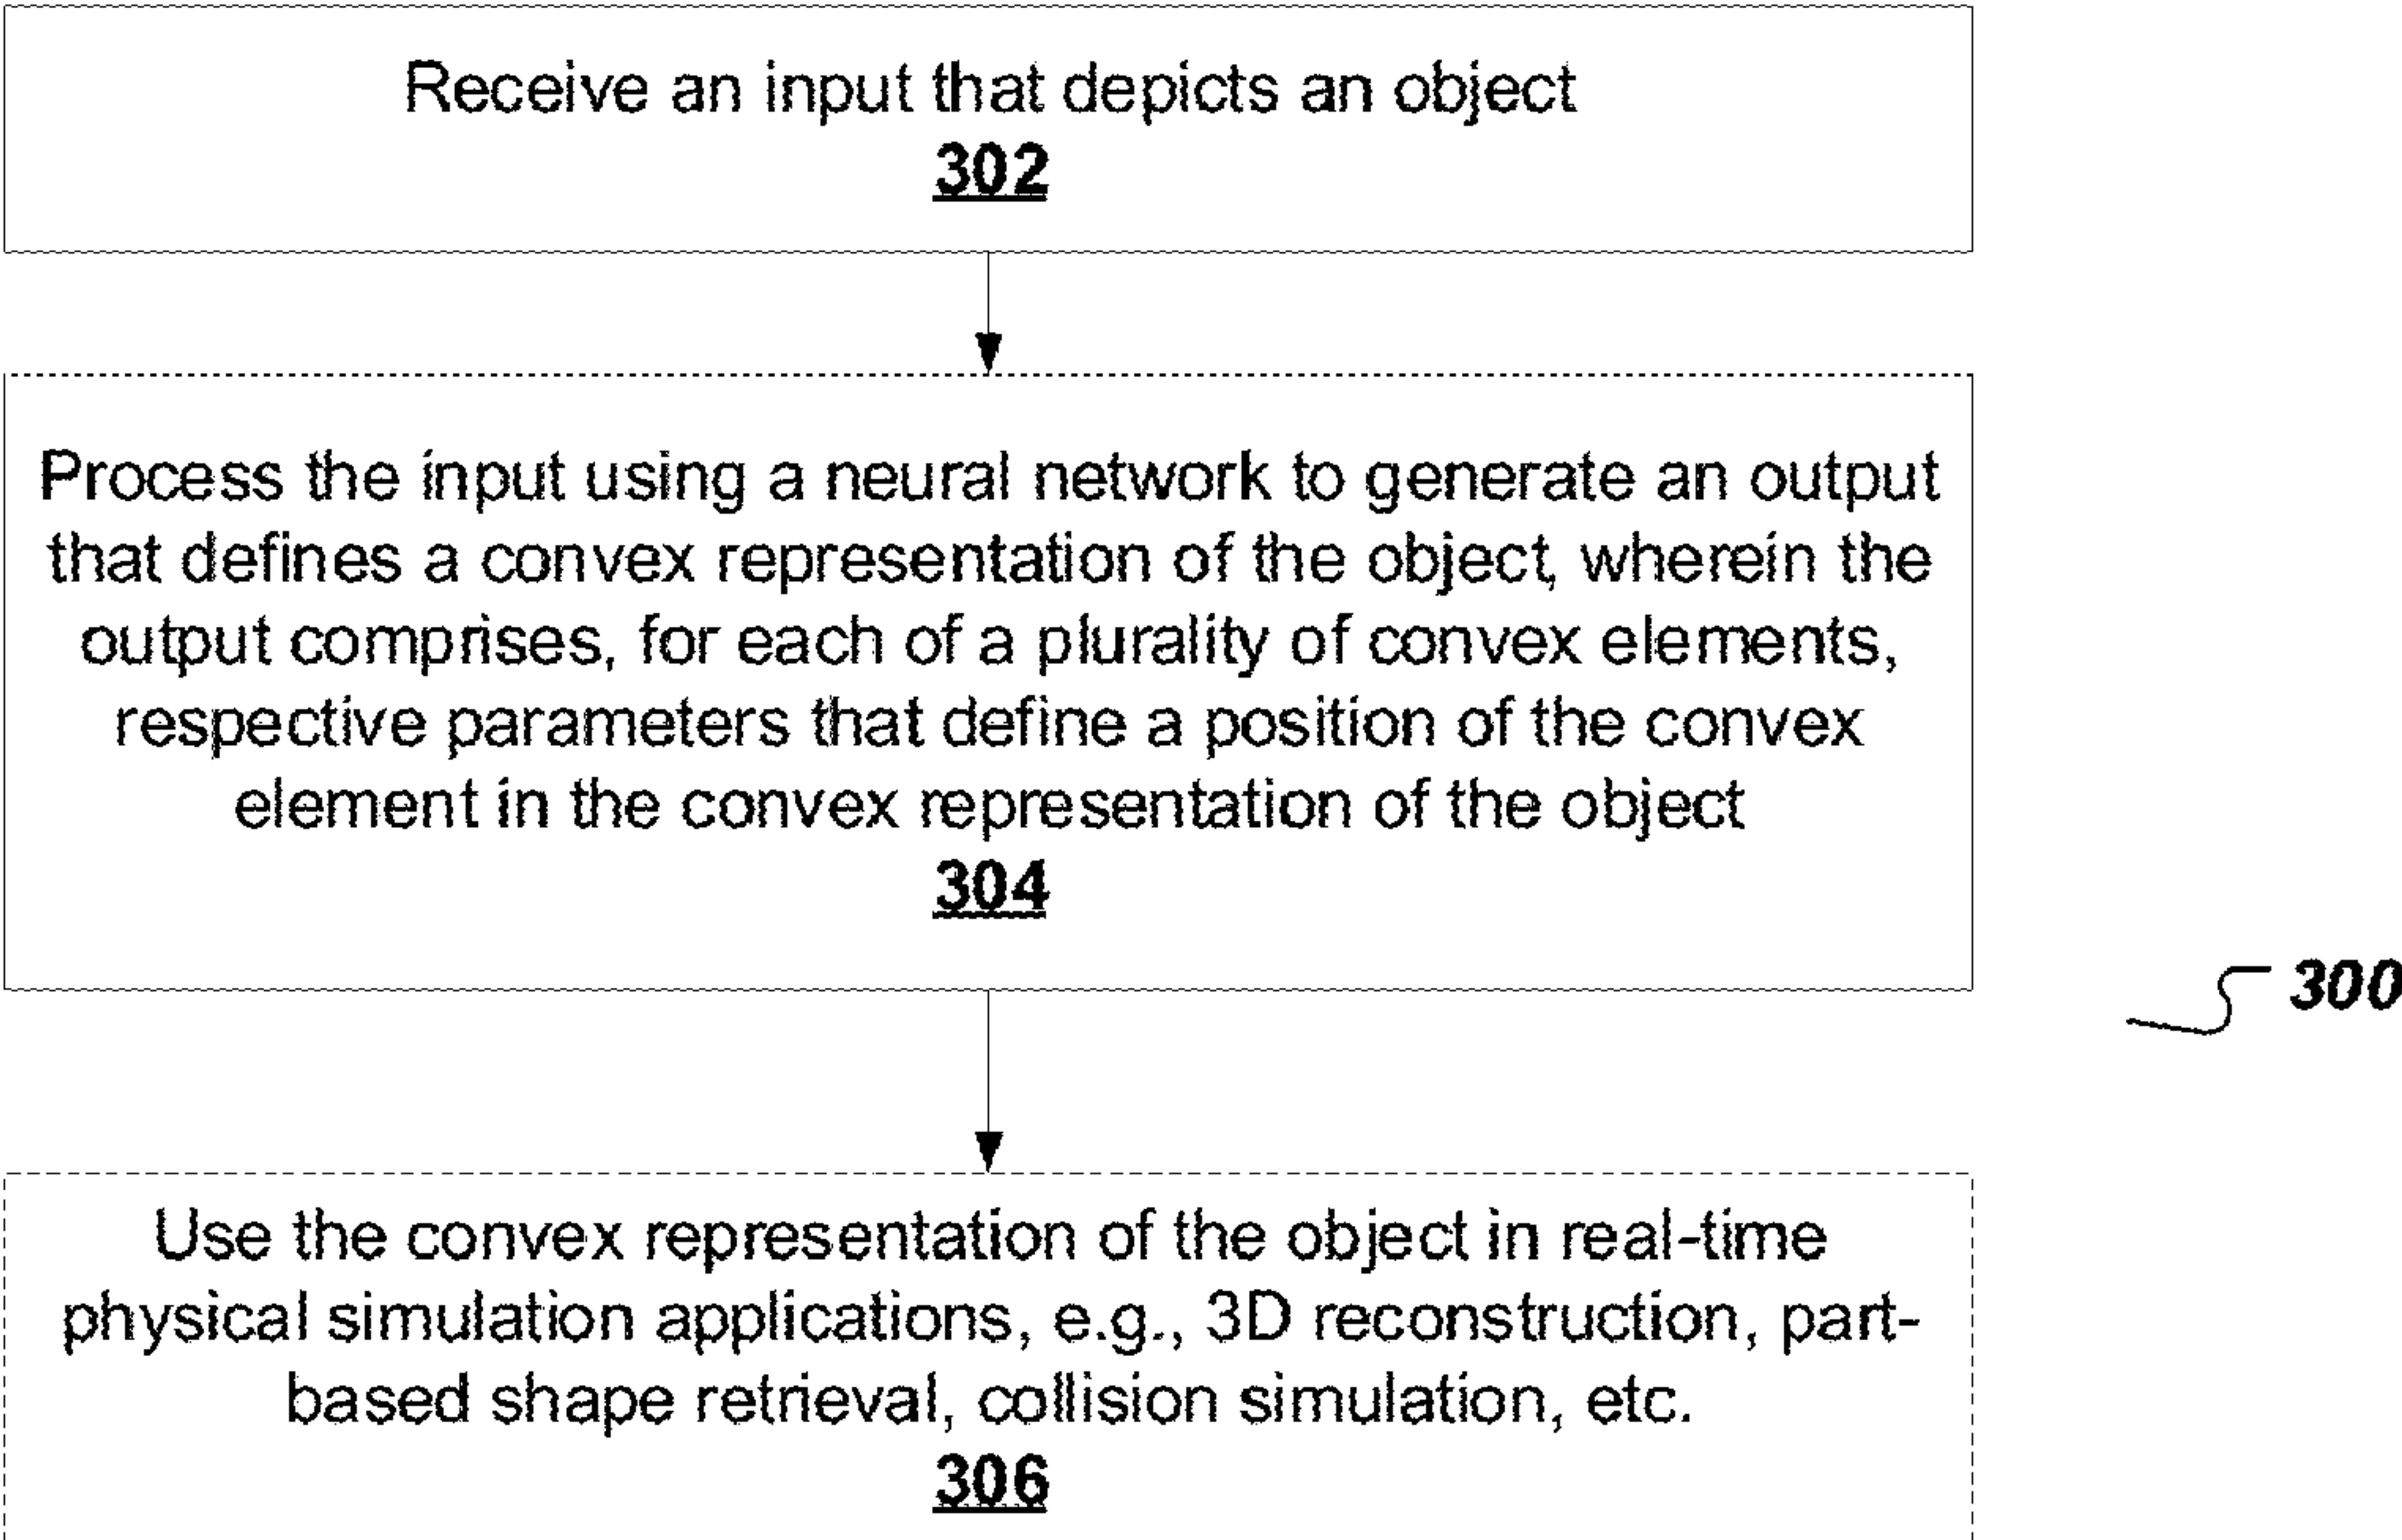 Receive an input that depicts an object
302
Process the input using a neural network to generate an output
that defines a convex representation of the object, wherein the
output comprises, for each of a plurality of convex elements,
respective parameters that define a position of the convex
element in the convex representation of the object
304
300
Use the convex representation of the object in real-time
physical simulation applications, e.g., 3D reconstruction, part-
based shape retrieval, collision simulation, etc.
306